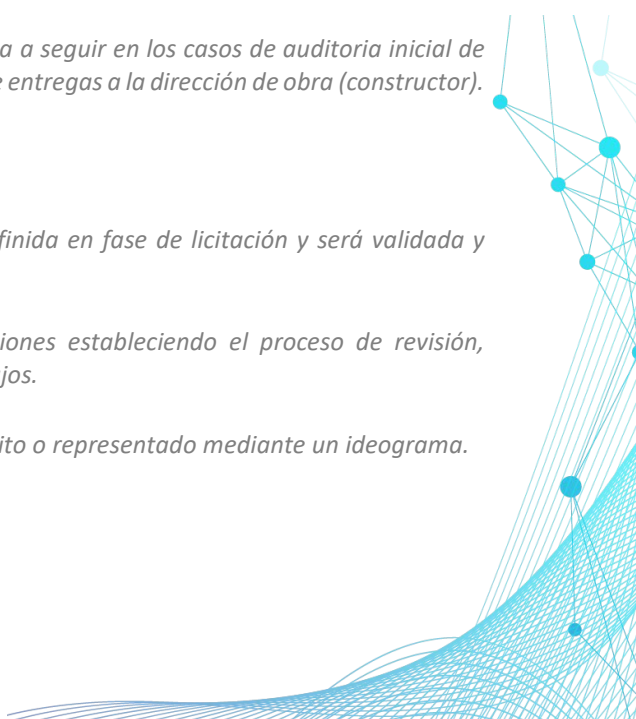 a a seguir en los casos de auditoria inicial de
e entregas a la dirección de obra (constructor).
finida en fase de licitación y será validada y
iones estableciendo el proceso de revisión,
jos.
ito o representado mediante un ideograma.